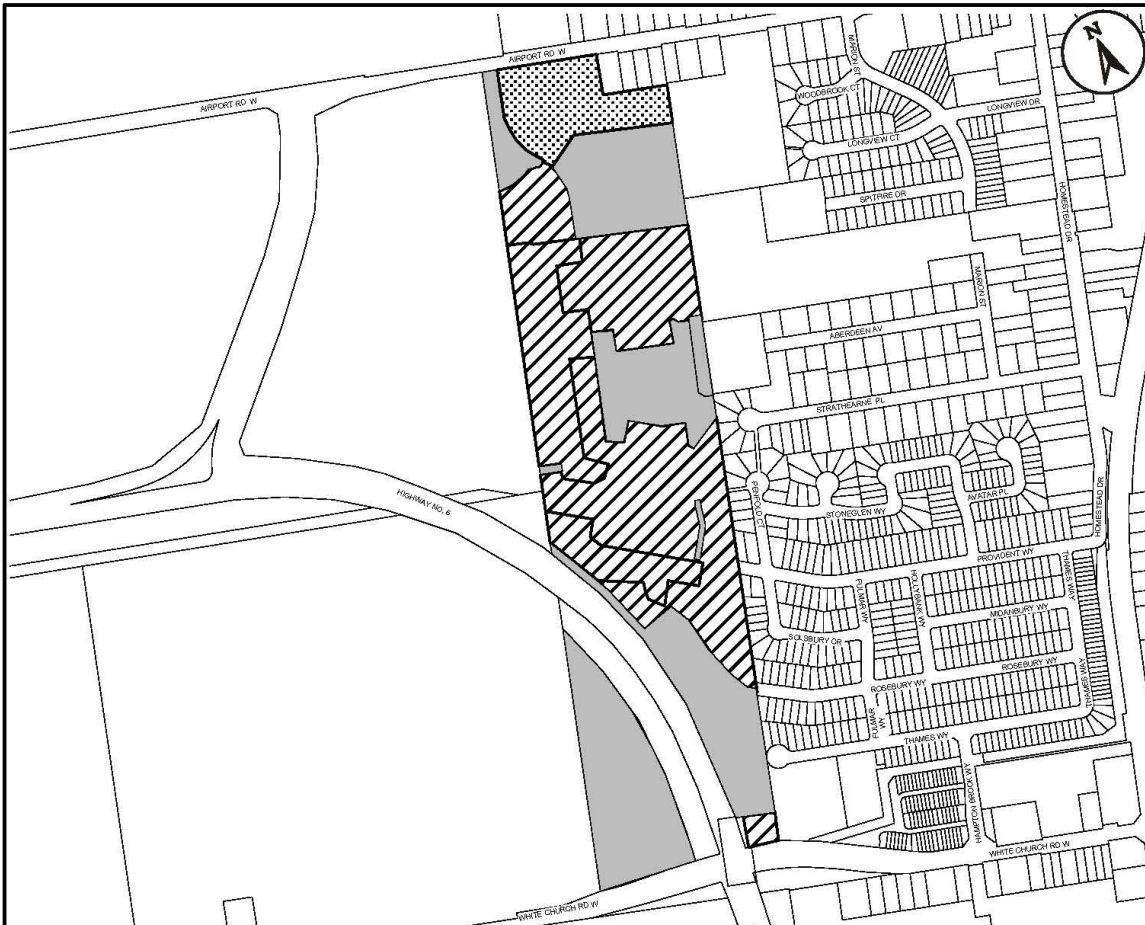 AIRPORT RD W
AIRPORT RD W
N
MARION ST
WOODBROOK CT
LONGVIEW DR
LONGVIEW CT
SPITFIRE DR
HOMESTEAD DR
MARION ST
ABERDEEN AV
STRATHEARNE PL
HIGHWAY NO. 6
PENFOLD CT
STONEGLEN WY
AVATAR PL
HOMESTEAD DR
PROVIDENT WY
THAMES WAY
FULMAR WY
HOLLYBANK WY
MIDANBURY WY
SOLSBURY CR
ROSEBURY WY
ROSEBURY WY
THAMES WAY
FULMAR WY
THAMES WY
HAMPTON BROOK WY
WHITE CHURCH RD W
WHITE CHURCH RD W